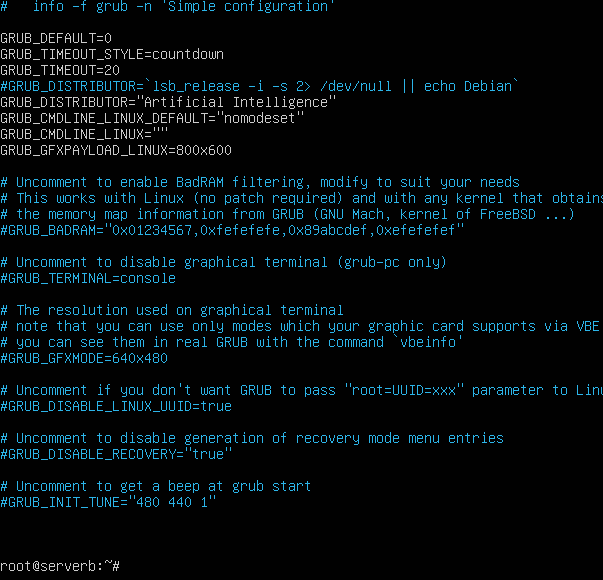 #   info -f grub -n 'Simple configuration'
GRUB_DEFAULT=0
GRUB_TIMEOUT_STYLE=countdown
GRUB_TIMEOUT=20
#GRUB_DISTRIBUTOR=`lsb_release -i -s 2> /dev/null || echo Debian`
GRUB_DISTRIBUTOR="Artificial Intelligence"
GRUB_CMDLINE_LINUX_DEFAULT="nomodeset"
GRUB_CMDLINE_LINUX=""
GRUB_GFXPAYLOAD_LINUX=800x600
# Uncomment to enable BadRAM filtering, modify to suit your needs
# This works with Linux (no patch required) and with any kernel that obtains
# the memory map information from GRUB (GNU Mach, kernel of FreeBSD ...)
#GRUB_BADRAM="0x01234567,0xfefefefe,0x89abcdef,0xefefefef"
# Uncomment to disable graphical terminal (grub-pc only)
#GRUB_TERMINAL=console
# The resolution used on graphical terminal
# note that you can use only modes which your graphic card supports via VBE
# you can see them in real GRUB with the command `vbeinfo'
#GRUB_GFXMODE=640x480
# Uncomment if you don't want GRUB to pass "root=UUID=xxx" parameter to Linu
#GRUB_DISABLE_LINUX_UUID=true
# Uncomment to disable generation of recovery mode menu entries
#GRUB_DISABLE_RECOVERY="true"
# Uncomment to get a beep at grub start
#GRUB_INIT_TUNE="480 440 1"
root@serverb:~#